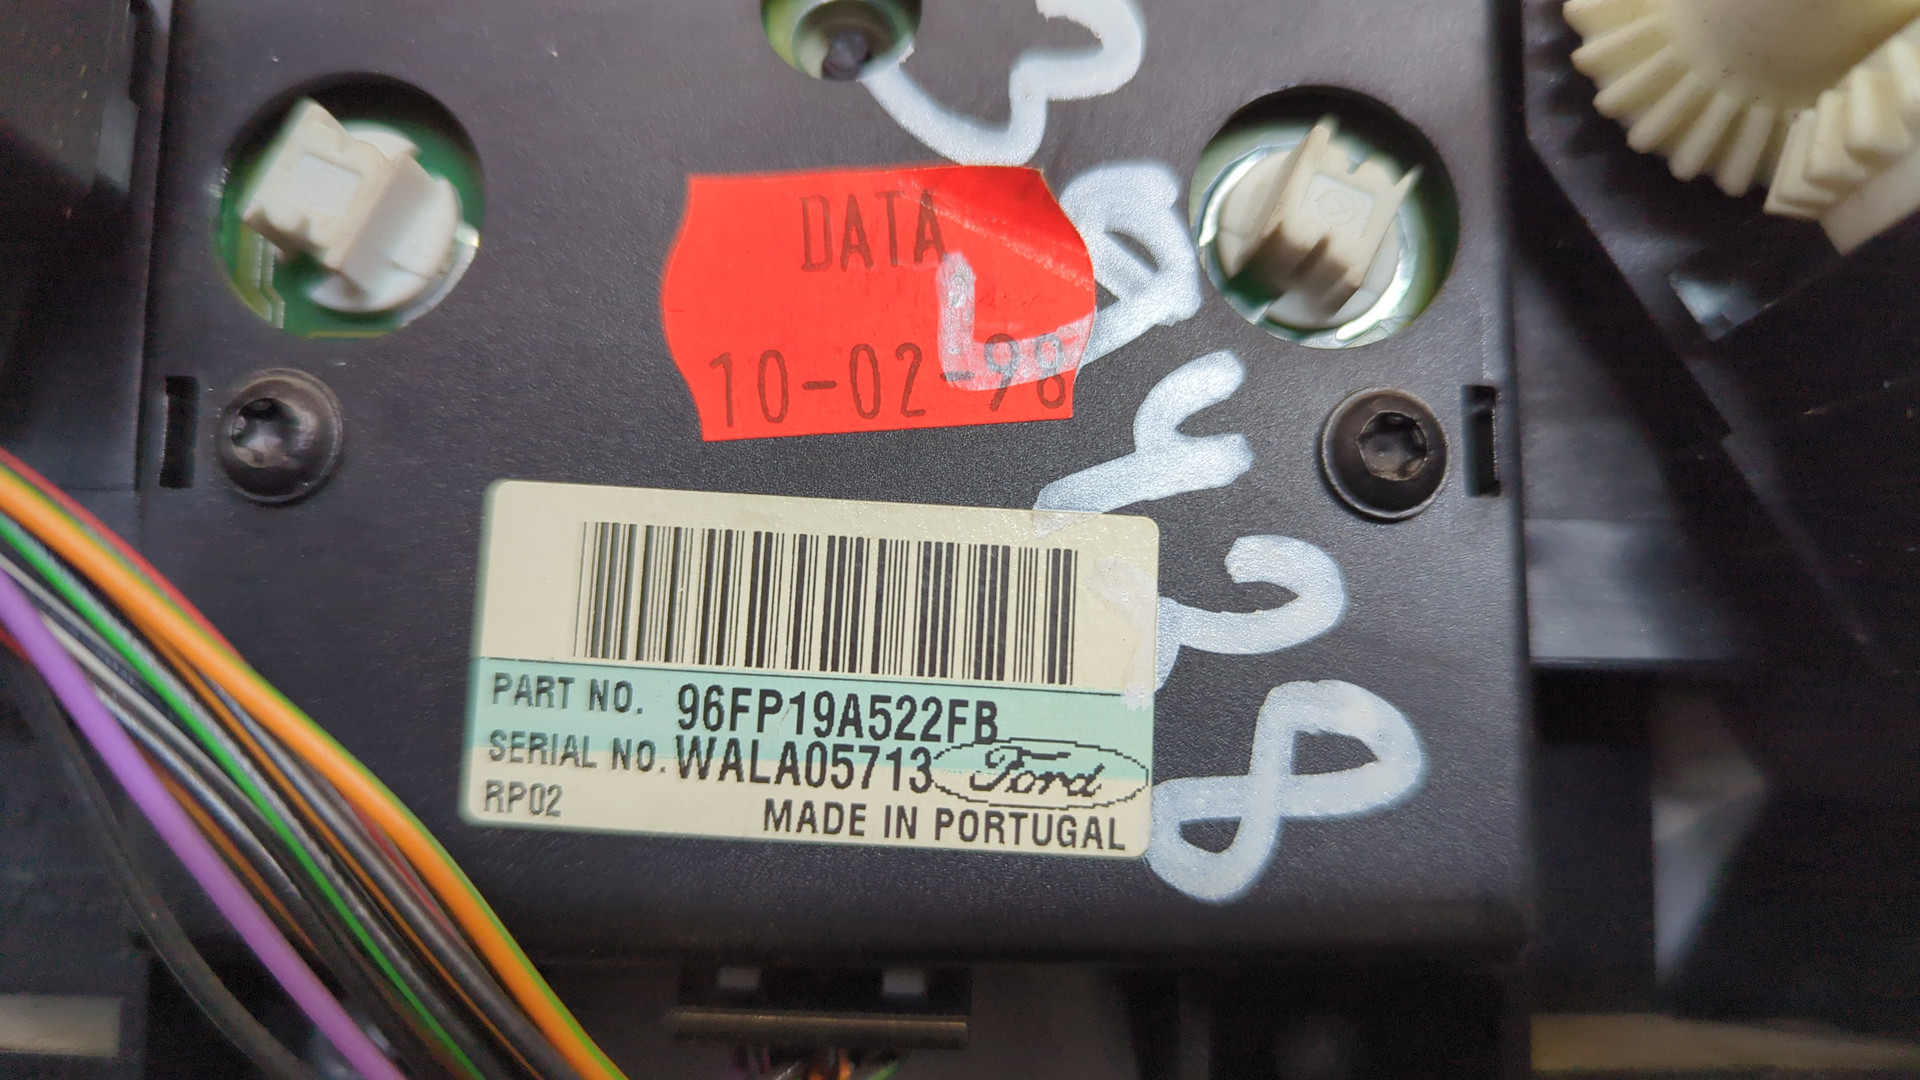 DATA
10-02-98
PART NO. 96FP19A522FB
SERIAL NO. WALA05713 Ford
RP02 MADE IN PORTUGAL